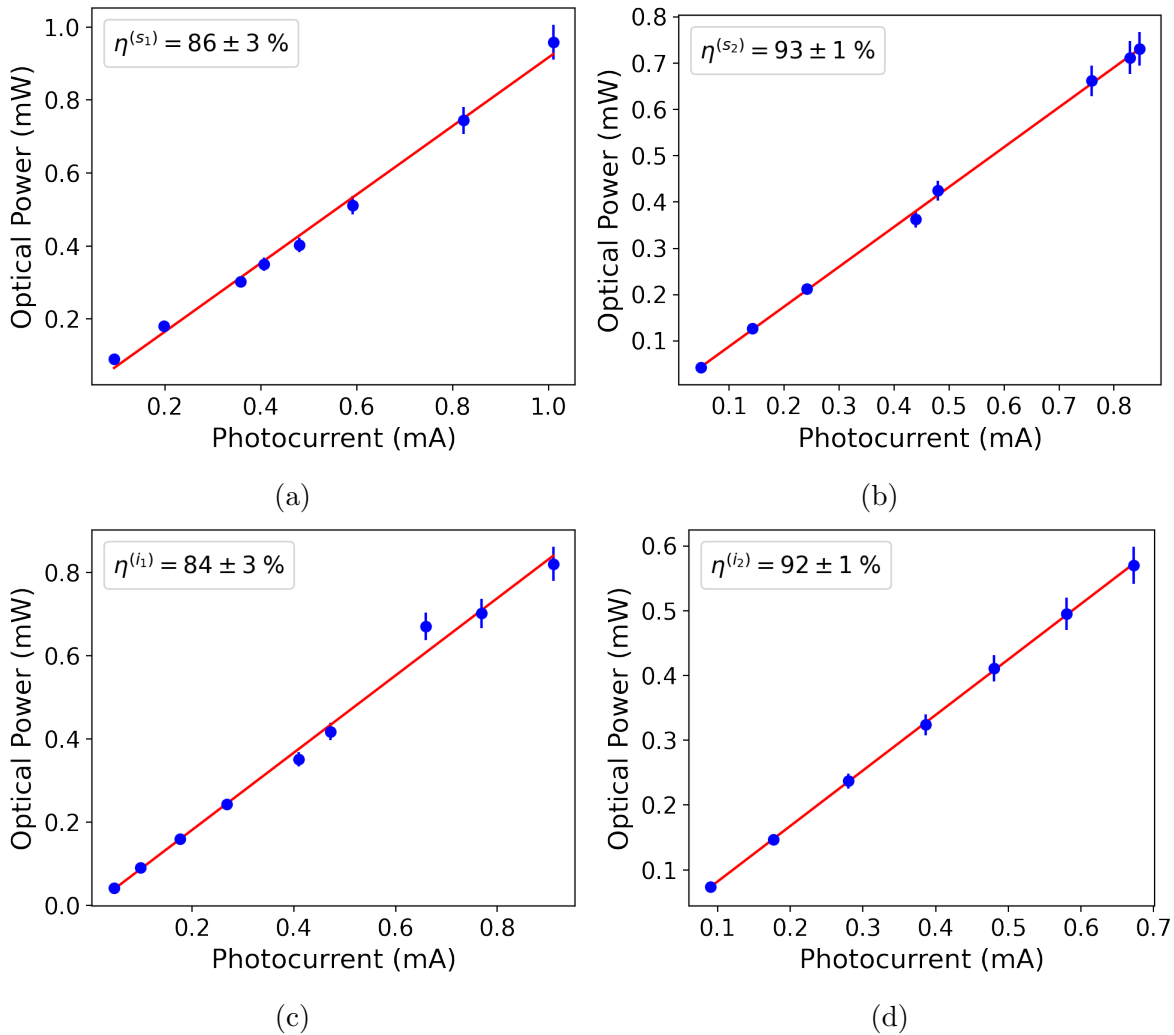 1.0
0.8
0.6
0.4
0.2
Optical Power (mW)
η(s₁) = 86 ± 3 %
0.2 0.4 0.6 0.8 1.0
Photocurrent (mA)
(a)
0.8
0.7
0.6
0.5
0.4
0.3
0.2
0.1
Optical Power (mW)
η(s₂) = 93 ± 1 %
0.1 0.2 0.3 0.4 0.5 0.6 0.7 0.8
Photocurrent (mA)
(b)
0.8
0.6
0.4
0.2
0.0
Optical Power (mW)
η(i₁) = 84 ± 3 %
0.2 0.4 0.6 0.8
Photocurrent (mA)
(c)
0.6
0.5
0.4
0.3
0.2
0.1
Optical Power (mW)
η(i₂) = 92 ± 1 %
0.1 0.2 0.3 0.4 0.5 0.6 0.7
Photocurrent (mA)
(d)